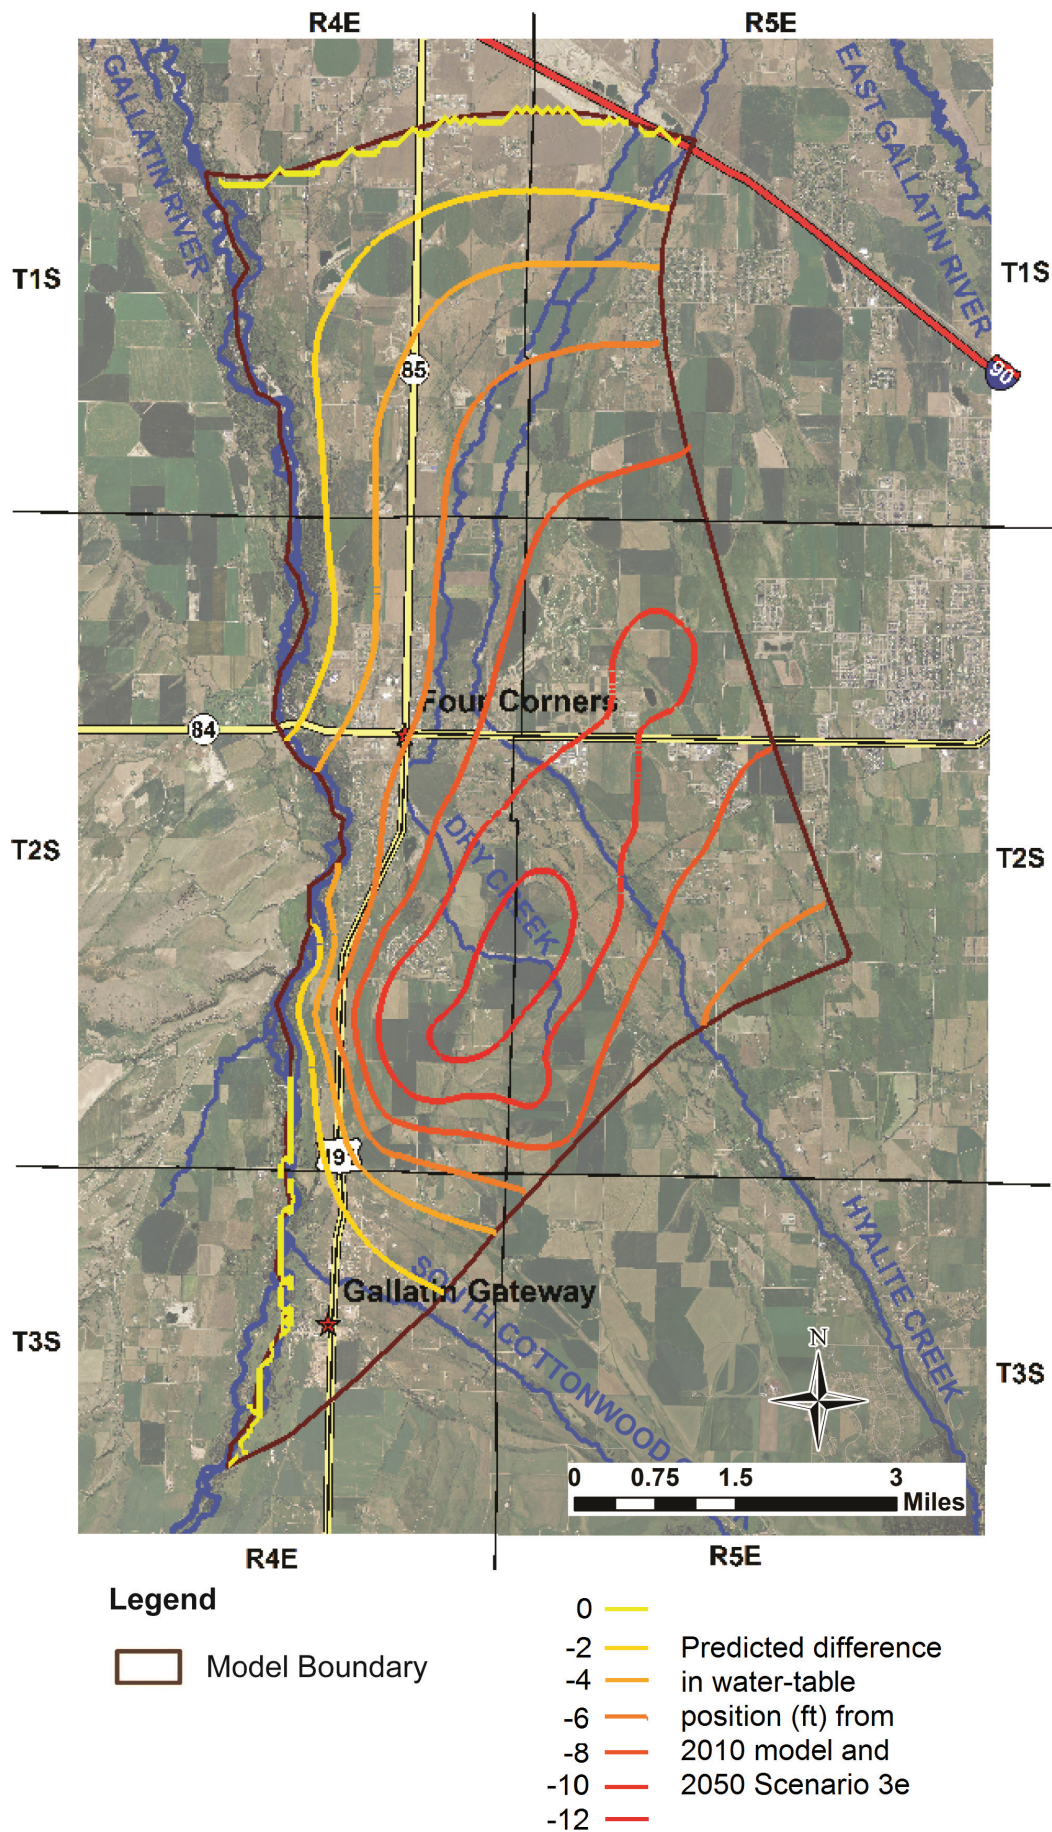 R4E
R5E
GALLATIN RIVER
EAST GALLATIN RIVER
T1S
T1S
85
90
Four Corners
84
DRY CREEK
T2S
T2S
19
HYALITE CREEK
Gallatin Gateway
SOUTH COTTONWOOD
T3S
T3S
N
0 0.75 1.5 3
Miles
R4E
R5E
Legend
Model Boundary
0
-2
-4
-6
-8
-10
-12
Predicted difference
in water-table
position (ft) from
2010 model and
2050 Scenario 3e